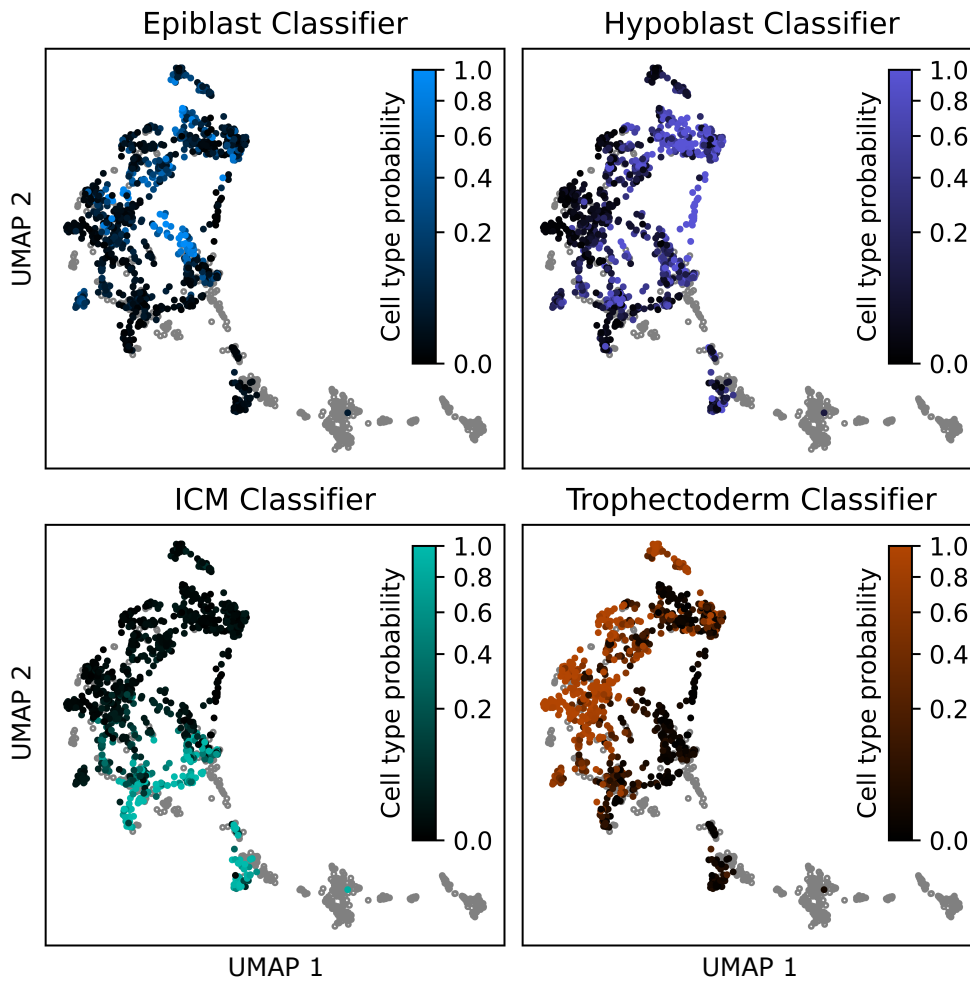 Epiblast Classifier
Hypoblast Classifier
UMAP 2
Cell type probability
1.0
0.8
0.6
0.4
0.2
0.0
Cell type probability
1.0
0.8
0.6
0.4
0.2
0.0
ICM Classifier
Trophectoderm Classifier
UMAP 2
Cell type probability
1.0
0.8
0.6
0.4
0.2
0.0
Cell type probability
1.0
0.8
0.6
0.4
0.2
0.0
UMAP 1
UMAP 1